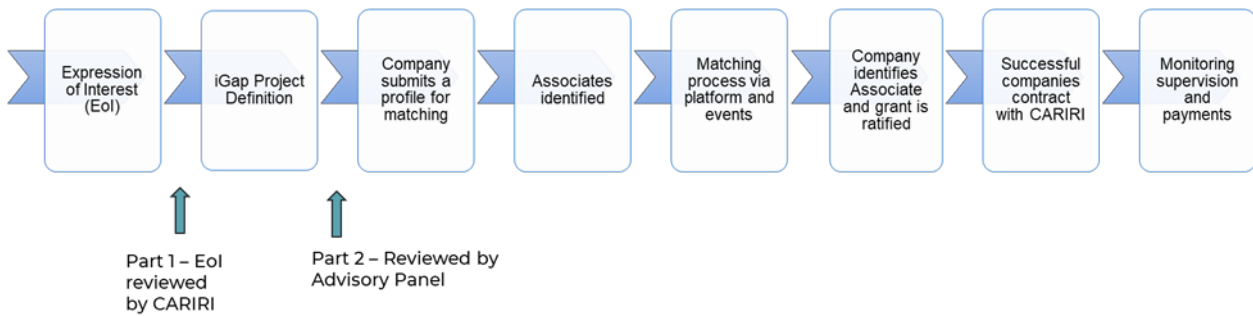 Expression
of Interest
(EoI)
iGap Project
Definition
Company
submits a
profile for
matching
Associates
identified
Matching
process via
platform and
events
Company
identifies
Associate
and grant is
ratified
Successful
companies
contract
with CARIRI
Monitoring
supervision
and
payments
Part 1 – EoI
reviewed
by CARIRI
Part 2 – Reviewed by
Advisory Panel